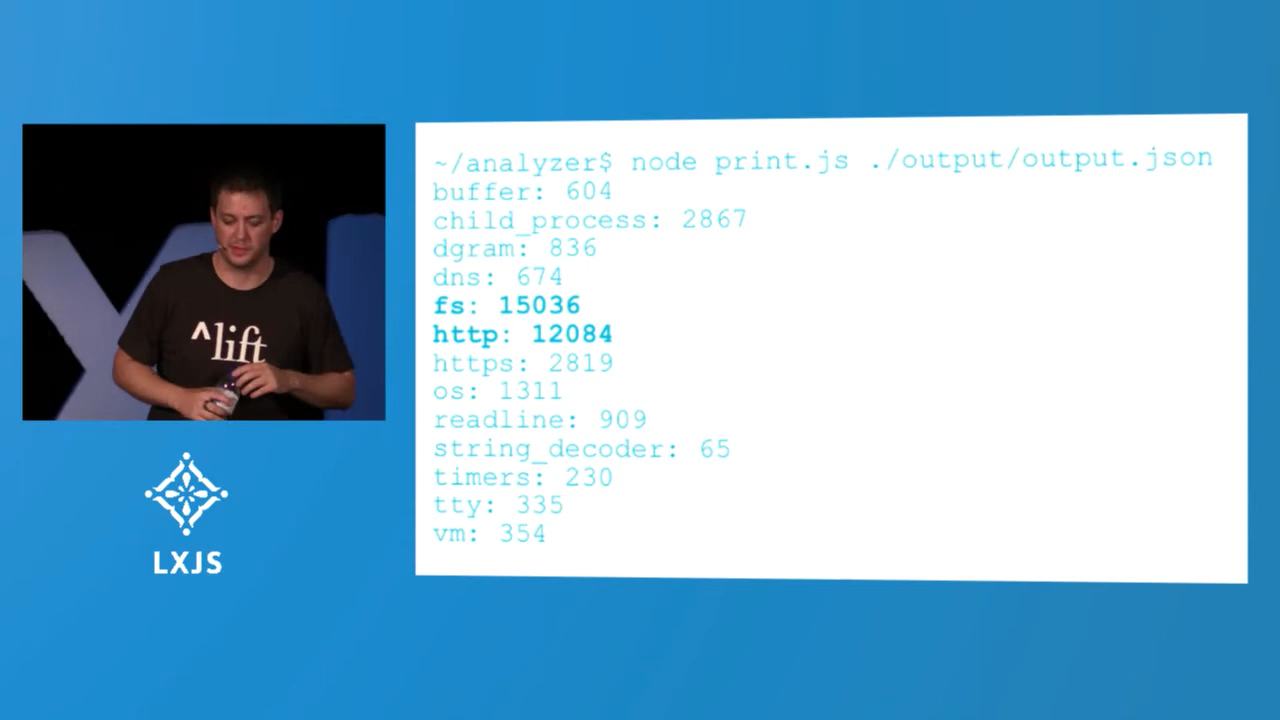 ~/analyzer$ node print.js ./output/output.json
buffer: 604
child_process: 2867
dgram: 836
dns: 674
fs: 15036
http: 12084
https: 2819
os: 1311
readline: 909
string_decoder: 65
timers: 230
tty: 335
vm: 354
^lift
LXJS